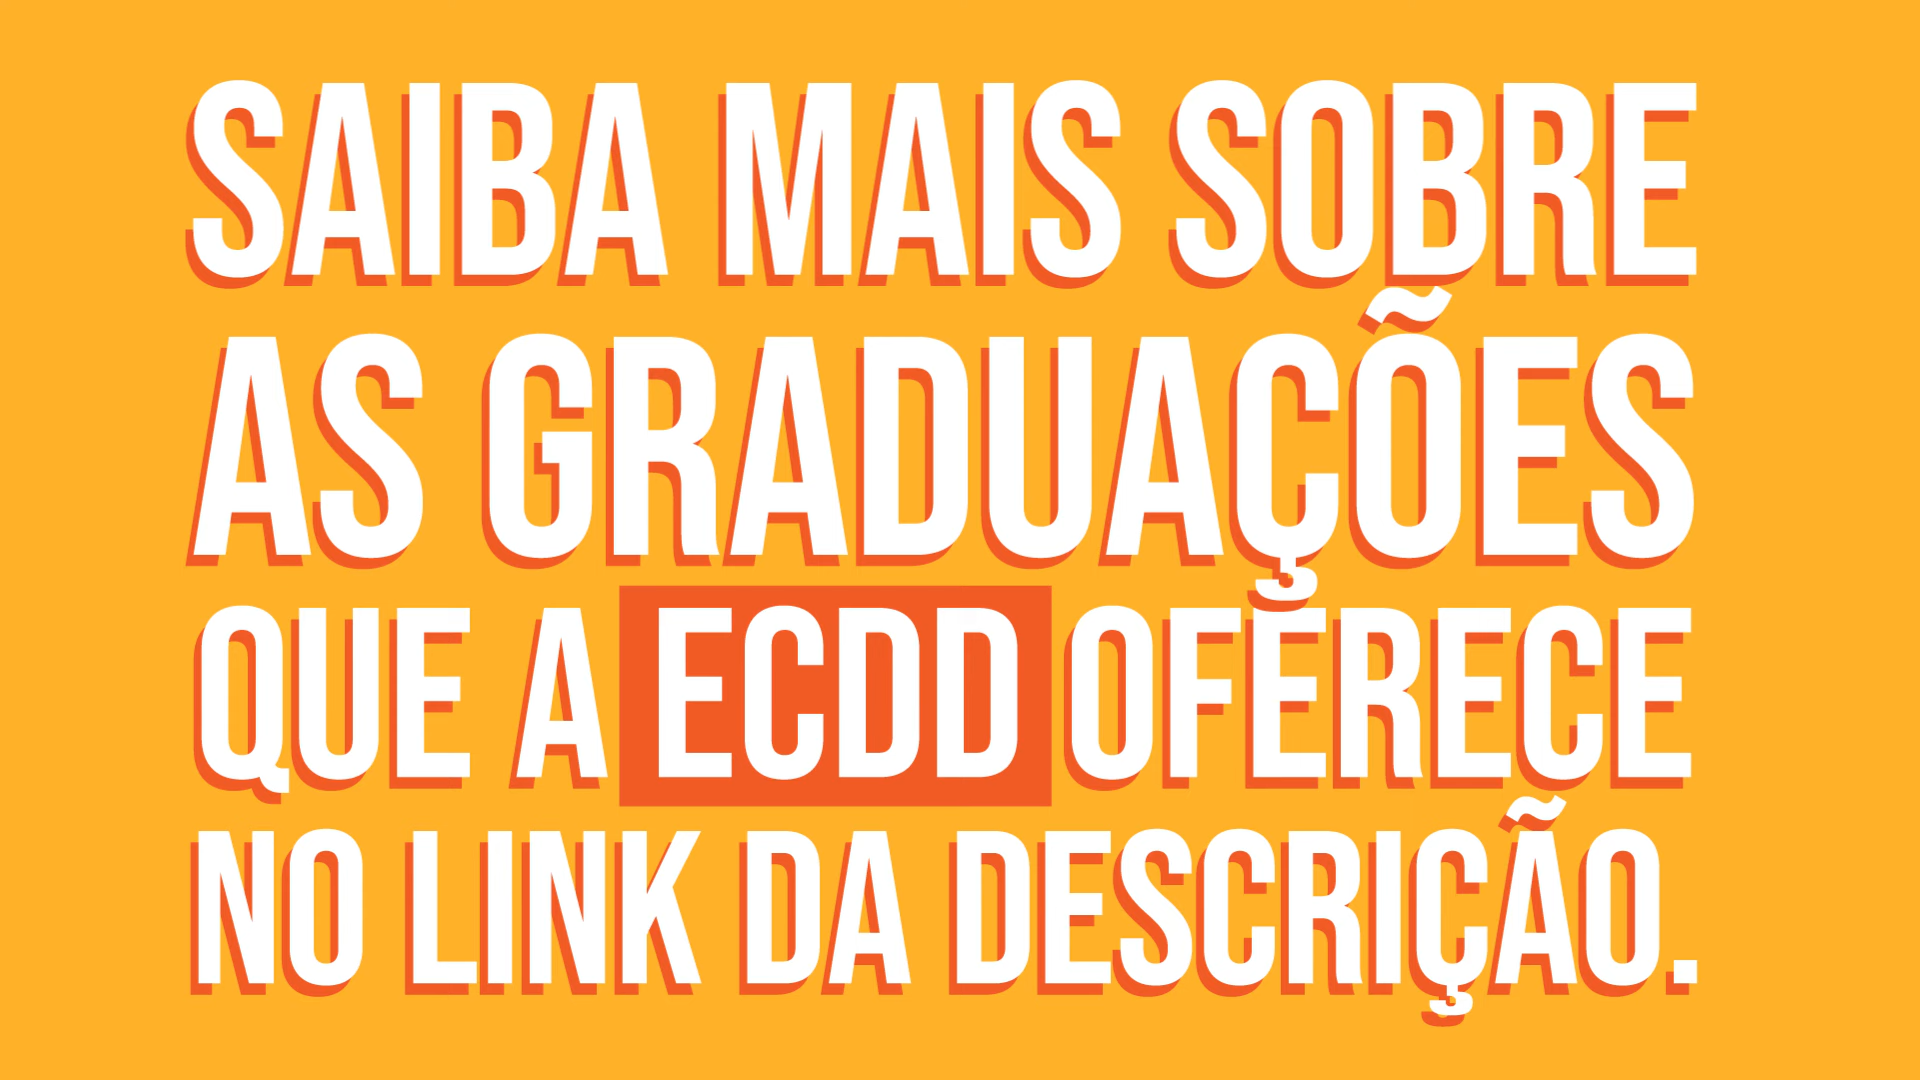 SAIBA MAIS SOBRE
AS GRADUAÇÕES
QUE A ECDD OFERECE
NO LINK DA DESCRIÇÃO.